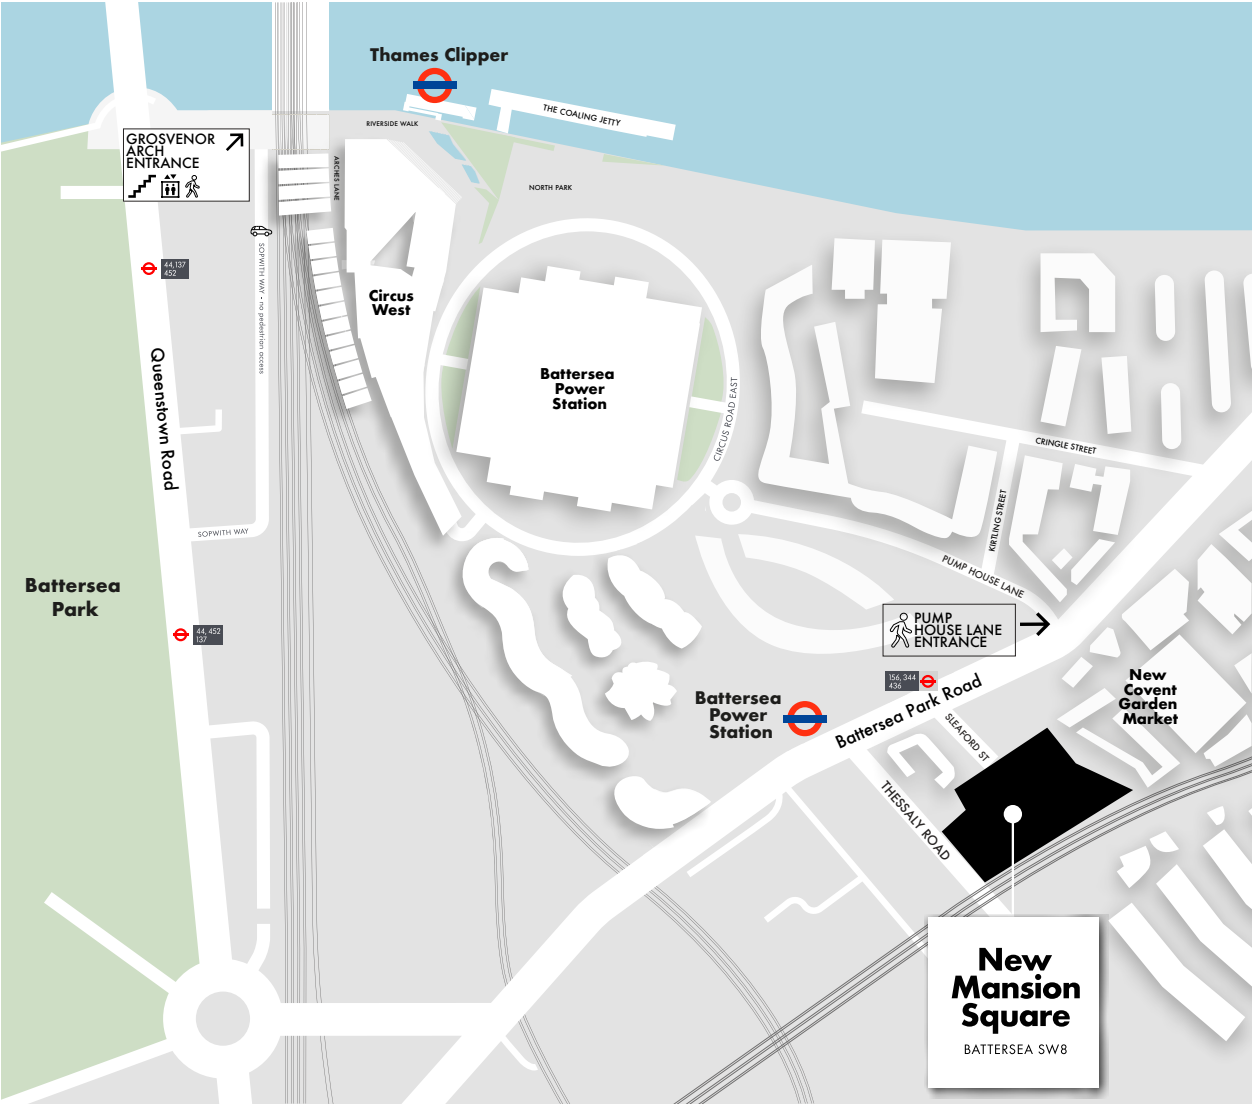 Thames Clipper
THE COALING JETTY
RIVERSIDE WALK
GROSVENOR
ARCH
ENTRANCE
ARCHES LANE
NORTH PARK
44,137
452
SOPWITH WAY - no pedestrian access
Circus
West
Queenstown Road
Battersea
Power
Station
CIRCUS ROAD EAST
CRINGLE STREET
KIRTLING STREET
SOPWITH WAY
PUMP HOUSE LANE
Battersea
Park
44, 452
137
PUMP
HOUSE LANE
ENTRANCE
156, 344
436
Battersea
Power
Station
Battersea Park Road
SLEAFORD ST
New
Covent
Garden
Market
THESSALY ROAD
New
Mansion
Square
BATTERSEA SW8